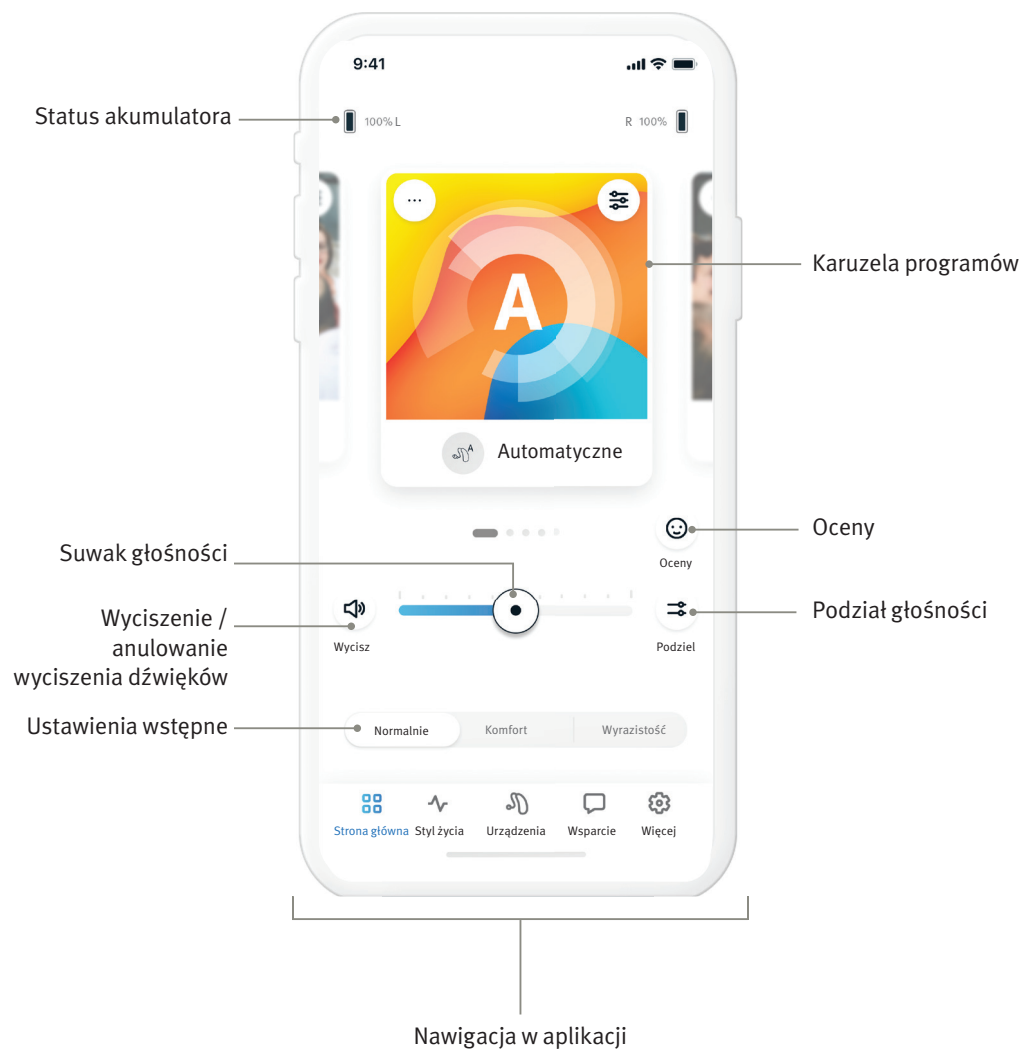 9:41
Status akumulatora
100% L
R 100%
Karuzela programów
A
A
Automatyczne
Oceny
Oceny
Suwak głośności
Wyciszenie /
anulowanie
wyciszenia dźwięków
Wycisz
Podział głośności
Podziel
Ustawienia wstępne
Normalnie
Komfort
Wyrazistość
Strona główna
Styl życia
Urządzenia
Wsparcie
Więcej
Nawigacja w aplikacji